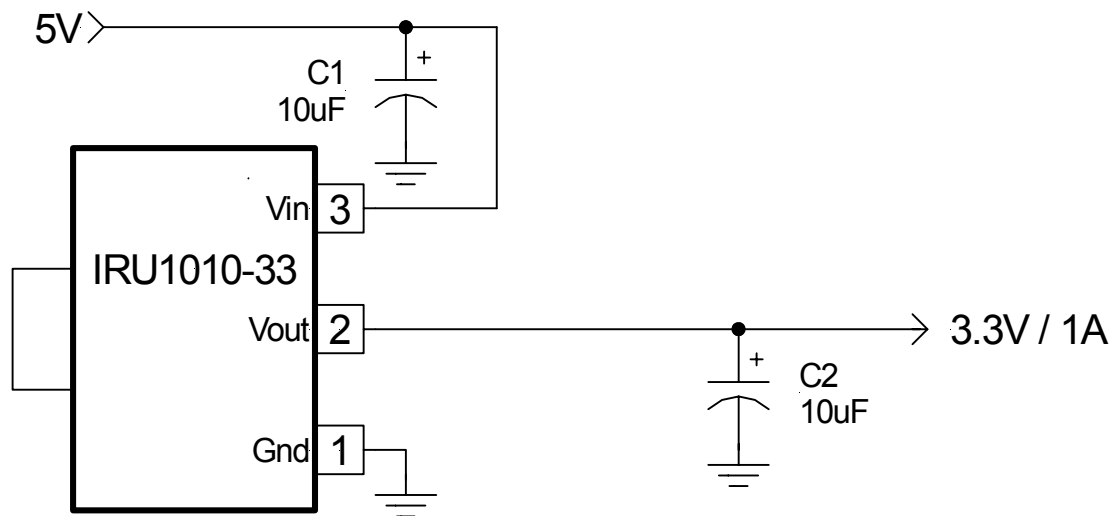 5V
+
C1
10uF
Vin 3
IRU1010-33
Vout 2
3.3V / 1A
+
C2
10uF
Gnd 1